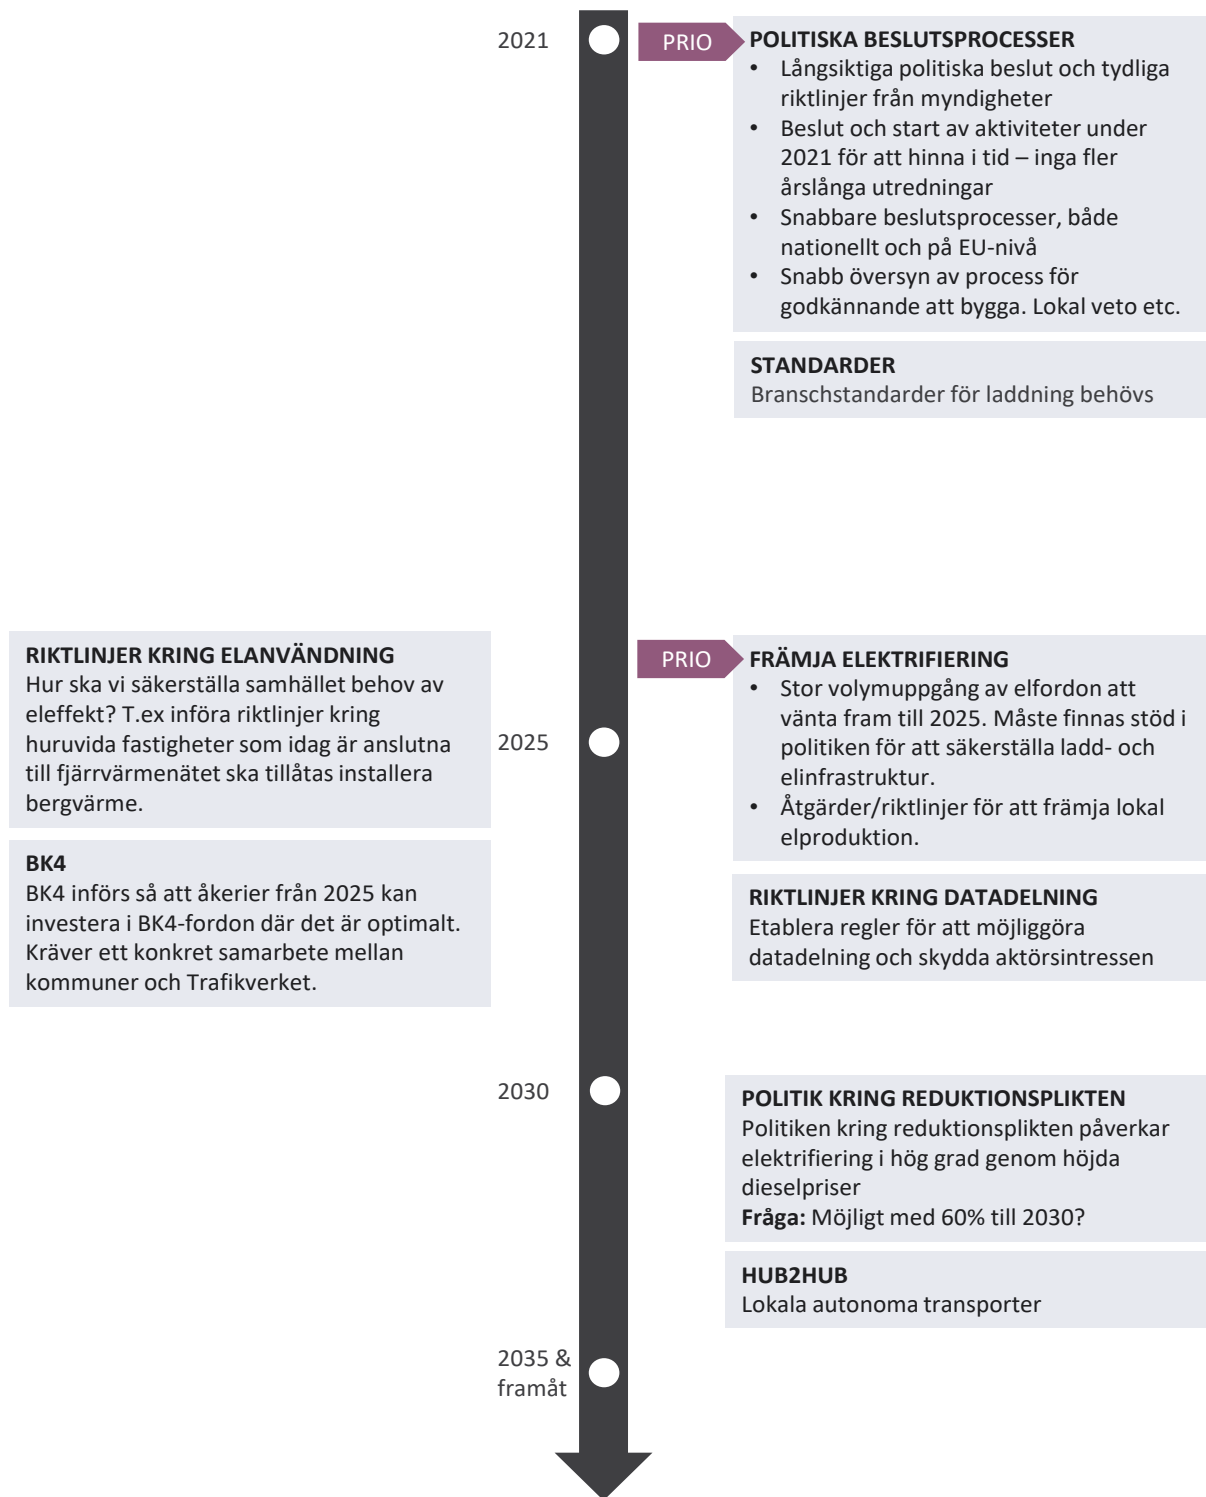 2021
PRIO
POLITISKA BESLUTSPROCESSER
• Långsiktiga politiska beslut och tydliga
riktlinjer från myndigheter
• Beslut och start av aktiviteter under
2021 för att hinna i tid – inga fler
årslånga utredningar
• Snabbare beslutsprocesser, både
nationellt och på EU-nivå
• Snabb översyn av process för
godkännande att bygga. Lokal veto etc.
STANDARDER
Branschstandarder för laddning behövs
RIKTLINJER KRING ELANVÄNDNING
Hur ska vi säkerställa samhället behov av
eleffekt? T.ex införa riktlinjer kring
huruvida fastigheter som idag är anslutna
till fjärrvärmenätet ska tillåtas installera
bergvärme.
BK4
BK4 införs så att åkerier från 2025 kan
investera i BK4-fordon där det är optimalt.
Kräver ett konkret samarbete mellan
kommuner och Trafikverket.
2025
PRIO
FRÄMJA ELEKTRIFIERING
• Stor volymuppgång av elfordon att
vänta fram till 2025. Måste finnas stöd i
politiken för att säkerställa ladd- och
elinfrastruktur.
• Åtgärder/riktlinjer för att främja lokal
elproduktion.
RIKTLINJER KRING DATADELNING
Etablera regler för att möjliggöra
datadelning och skydda aktörsintressen
2030
POLITIK KRING REDUKTIONSPLIKTEN
Politiken kring reduktionsplikten påverkar
elektrifiering i hög grad genom höjda
dieselpriser
Fråga: Möjligt med 60% till 2030?
HUB2HUB
Lokala autonoma transporter
2035 &
framåt